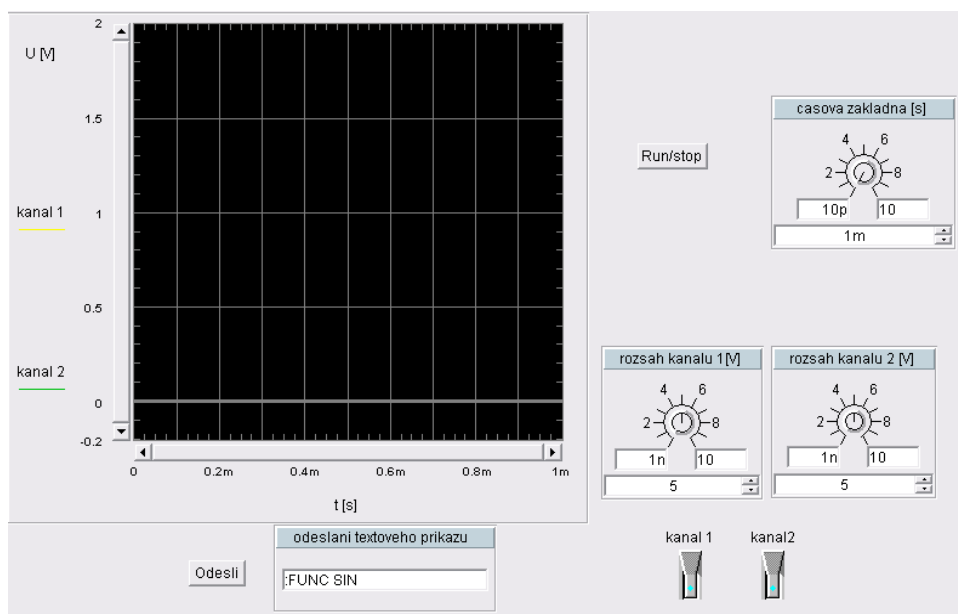 2
U [V]
1.5
kanal 1
1
0.5
kanal 2
0
-0.2
0 0.2m 0.4m 0.6m 0.8m 1m
t [s]
Run/stop
casova zakladna [s]
4 6
2 8
10p 10
1m
rozsah kanalu 1[V]
4 6
2 8
1n 10
5
rozsah kanalu 2 [V]
4 6
2 8
1n 10
5
Odesli
odeslani textoveho prikazu
:FUNC SIN
kanal 1
kanal2